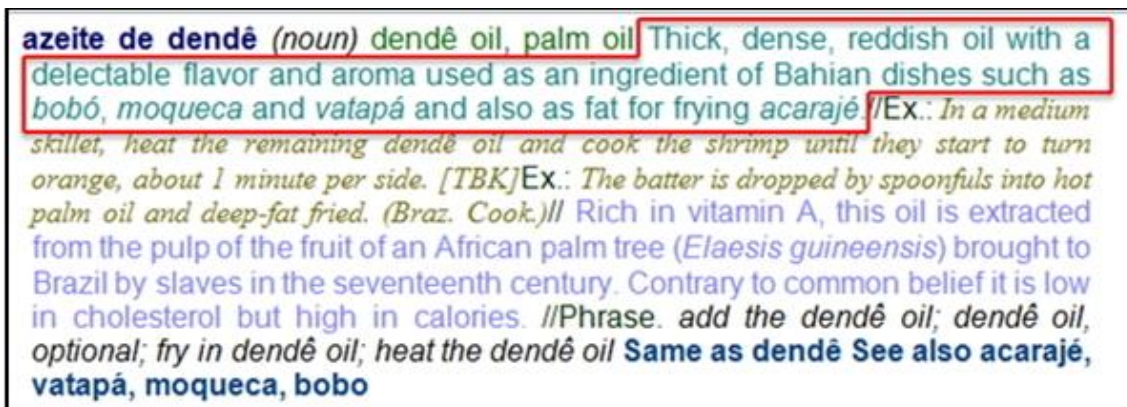 azeite de dendê (noun) dendê oil, palm oil Thick, dense, reddish oil with a
delectable flavor and aroma used as an ingredient of Bahian dishes such as
bobó, moqueca and vatapá and also as fat for frying acarajé.//Ex.: In a medium
skillet, heat the remaining dendê oil and cook the shrimp until they start to turn
orange, about 1 minute per side. [TBK]Ex.: The batter is dropped by spoonfuls into hot
palm oil and deep-fat fried. (Braz. Cook.)// Rich in vitamin A, this oil is extracted
from the pulp of the fruit of an African palm tree (Elaesis guineensis) brought to
Brazil by slaves in the seventeenth century. Contrary to common belief it is low
in cholesterol but high in calories. //Phrase. add the dendê oil; dendê oil,
optional; fry in dendê oil; heat the dendê oil Same as dendê See also acarajé,
vatapá, moqueca, bobo